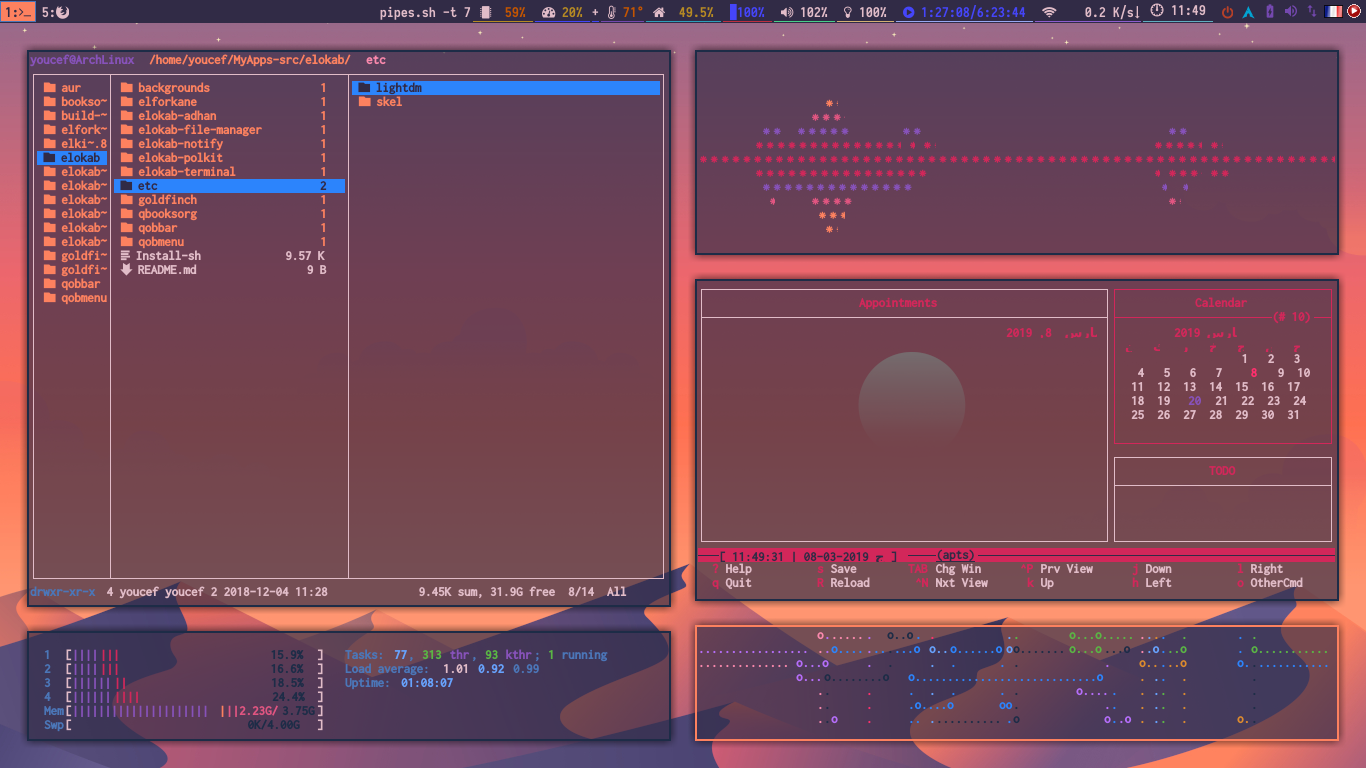 1:>_ 5: pipes.sh -t 7 59% 20% + 71° 49.5% 100% 102% 100% 1:27:08/6:23:44 0.2 K/s↓ 11:49
youcef@ArchLinux /home/youcef/MyApps-src/elokab/ etc
aur
bookso~
build-~
elfork~
elki~.8
elokab
elokab~
elokab~
elokab~
elokab~
elokab~
elokab~
goldfi~
goldfi~
qobbar
qobmenu
backgrounds 1
elforkane 1
elokab-adhan 1
elokab-file-manager 1
elokab-notify 1
elokab-polkit 1
elokab-terminal 1
etc 2
goldfinch 1
qbooksorg 1
qobbar 1
qobmenu 1
Install-sh 9.57 K
README.md 9 B
lightdm
skel
drwxr-xr-x 4 youcef youcef 2 2018-12-04 11:28 9.45K sum, 31.9G free 8/14 All
Appointments
2019 ,8
Calendar
(# 10)
2019
1 2 3
4 5 6 7 8 9 10
11 12 13 14 15 16 17
18 19 20 21 22 23 24
25 26 27 28 29 30 31
TODO
[ 11:49:31 | 08-03-2019 ] (apts)
? Help Save ^B Chg Win ^P Prv View j Down l Right
q Quit R Reload ^N Nxt View k Up h Left o OtherCmd
1 [||||||| 15.9% ]
2 [||||||| 16.6% ]
3 [|||||||| 18.5% ]
4 [|||||||||| 24.4% ]
Mem[||||||||||||||||||||||| |||2.23G/ 3.75G]
Swp[ 0K/4.00G ]
Tasks: 77, 313 thr, 93 kthr; 1 running
Load average: 1.01 0.92 0.99
Uptime: 01:08:07